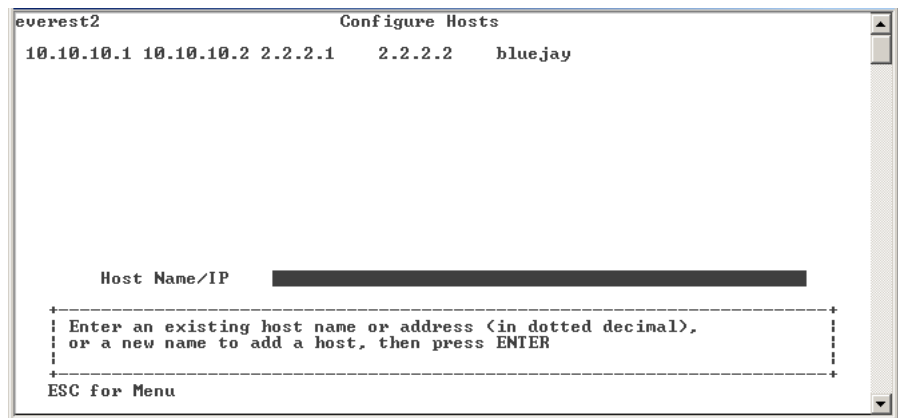 everest2 Configure Hosts
10.10.10.1 10.10.10.2 2.2.2.1 2.2.2.2 bluejay
Host Name/IP
Enter an existing host name or address (in dotted decimal),
or a new name to add a host, then press ENTER
ESC for Menu